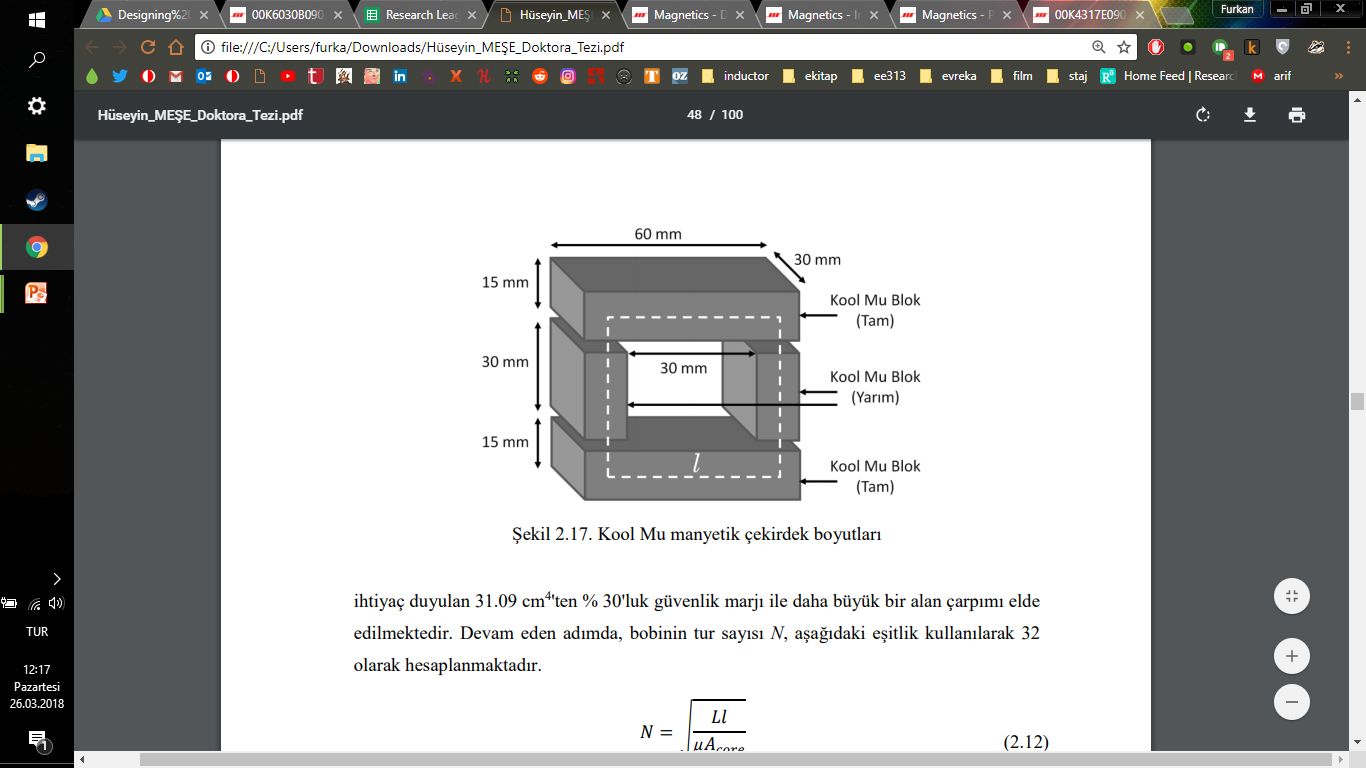 Designing%20
00K6030B090
Research Leag
Hüseyin_MEŞE
Magnetics - D
Magnetics - In
Magnetics - P
00K4317E090
Furkan
file:///C:/Users/furka/Downloads/Hüseyin_MEŞE_Doktora_Tezi.pdf
inductor
ekitap
ee313
evreka
film
staj
Home Feed | Research
arif
Hüseyin_MEŞE_Doktora_Tezi.pdf
48 / 100
60 mm
30 mm
15 mm
Kool Mu Blok
(Tam)
30 mm
30 mm
Kool Mu Blok
(Yarım)
15 mm
l
Kool Mu Blok
(Tam)
Şekil 2.17. Kool Mu manyetik çekirdek boyutları
ihtiyaç duyulan 31.09 cm⁴'ten % 30'luk güvenlik marjı ile daha büyük bir alan çarpımı elde
edilmektedir. Devam eden adımda, bobinin tur sayısı N, aşağıdaki eşitlik kullanılarak 32
olarak hesaplanmaktadır.
N = √(Ll / μA_core)
(2.12)
TUR
12:17
Pazartesi
26.03.2018
1